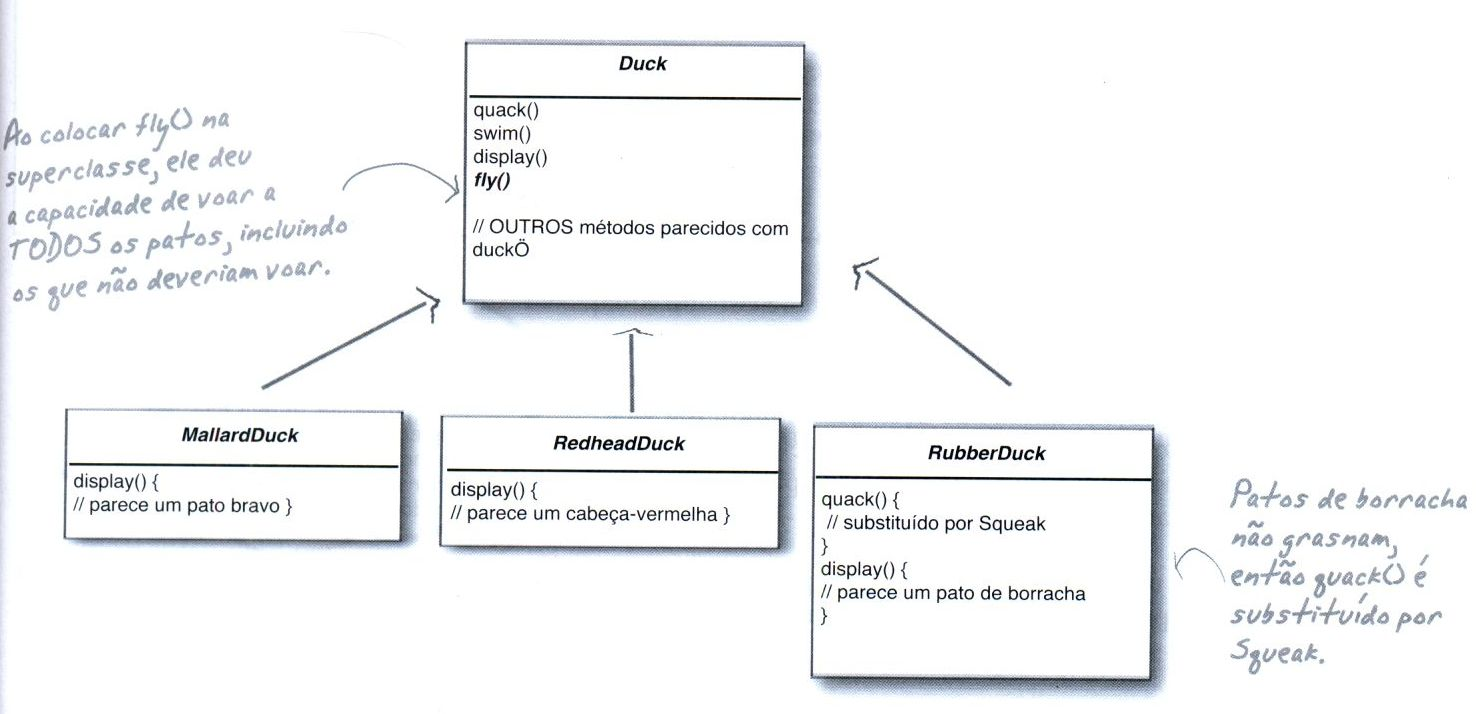 Duck
quack()
swim()
display()
fly()
// OUTROS métodos parecidos com
duckÖ
Ao colocar fly() na
superclasse, ele deu
a capacidade de voar a
TODOS os patos, incluindo
os que não deveriam voar.
MallardDuck
display() {
// parece um pato bravo }
RedheadDuck
display() {
// parece um cabeça-vermelha }
RubberDuck
quack() {
// substituído por Squeak
}
display() {
// parece um pato de borracha
}
Patos de borracha
não grasnam,
então quack() é
substituído por
Squeak.